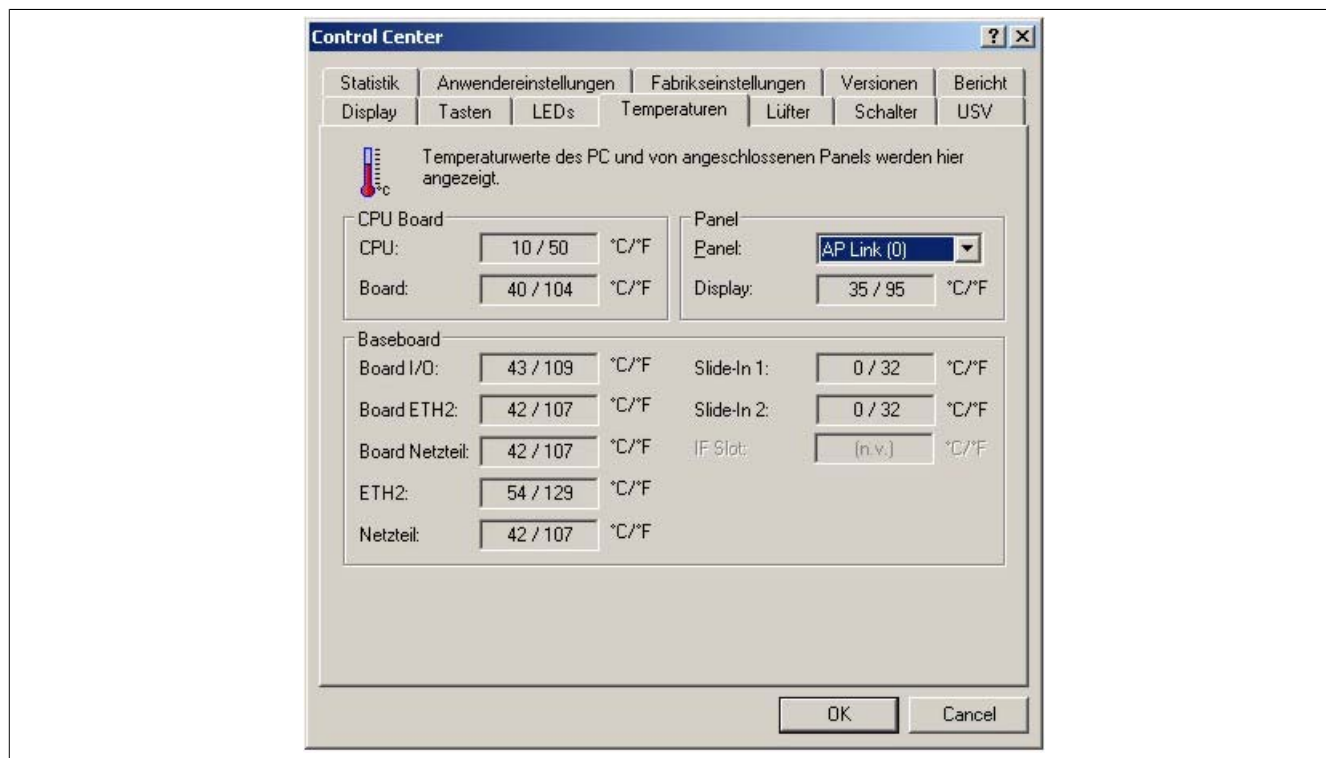 Control Center
Statistik Anwendereinstellungen Fabrikseinstellungen Versionen Bericht
Display Tasten LEDs Temperaturen Lüfter Schalter USV
°C
Temperaturwerte des PC und von angeschlossenen Panels werden hier
angezeigt.
CPU Board
CPU: 10 / 50 °C/°F
Board: 40 / 104 °C/°F
Panel
Panel: AP Link (0)
Display: 35 / 95 °C/°F
Baseboard
Board I/O: 43 / 109 °C/°F
Board ETH2: 42 / 107 °C/°F
Board Netzteil: 42 / 107 °C/°F
ETH2: 54 / 129 °C/°F
Netzteil: 42 / 107 °C/°F
Slide-In 1: 0 / 32 °C/°F
Slide-In 2: 0 / 32 °C/°F
IF Slot: (n.v.) °C/°F
OK Cancel